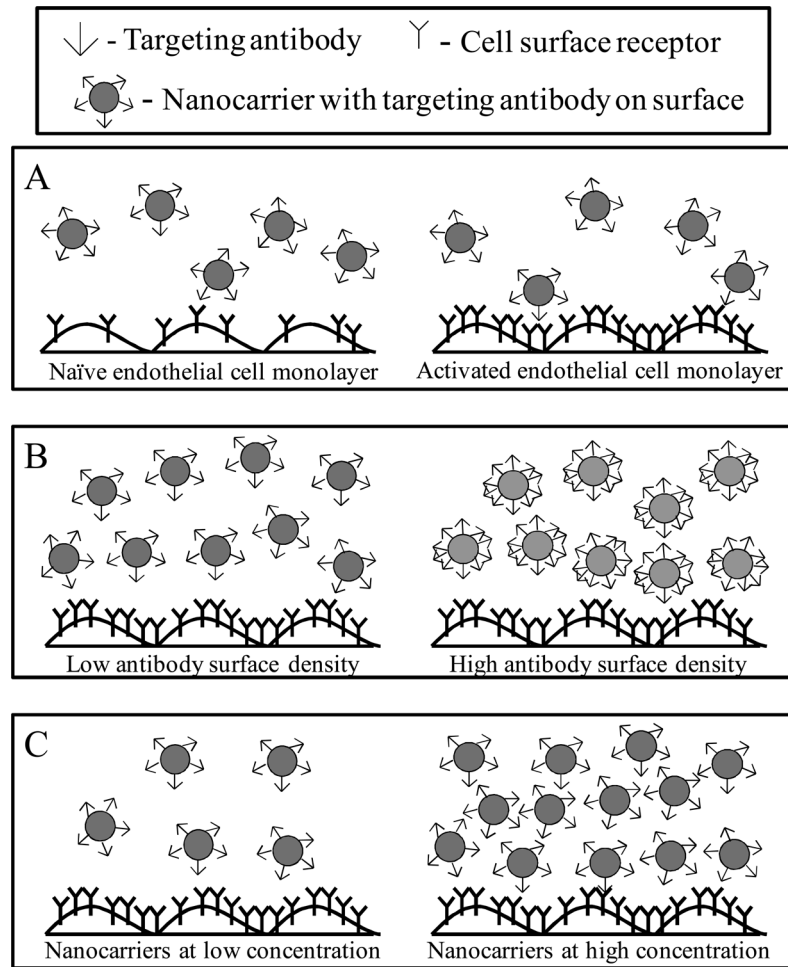 - Targeting antibody - Cell surface receptor
- Nanocarrier with targeting antibody on surface
A
Naïve endothelial cell monolayer Activated endothelial cell monolayer
B
Low antibody surface density High antibody surface density
C
Nanocarriers at low concentration Nanocarriers at high concentration